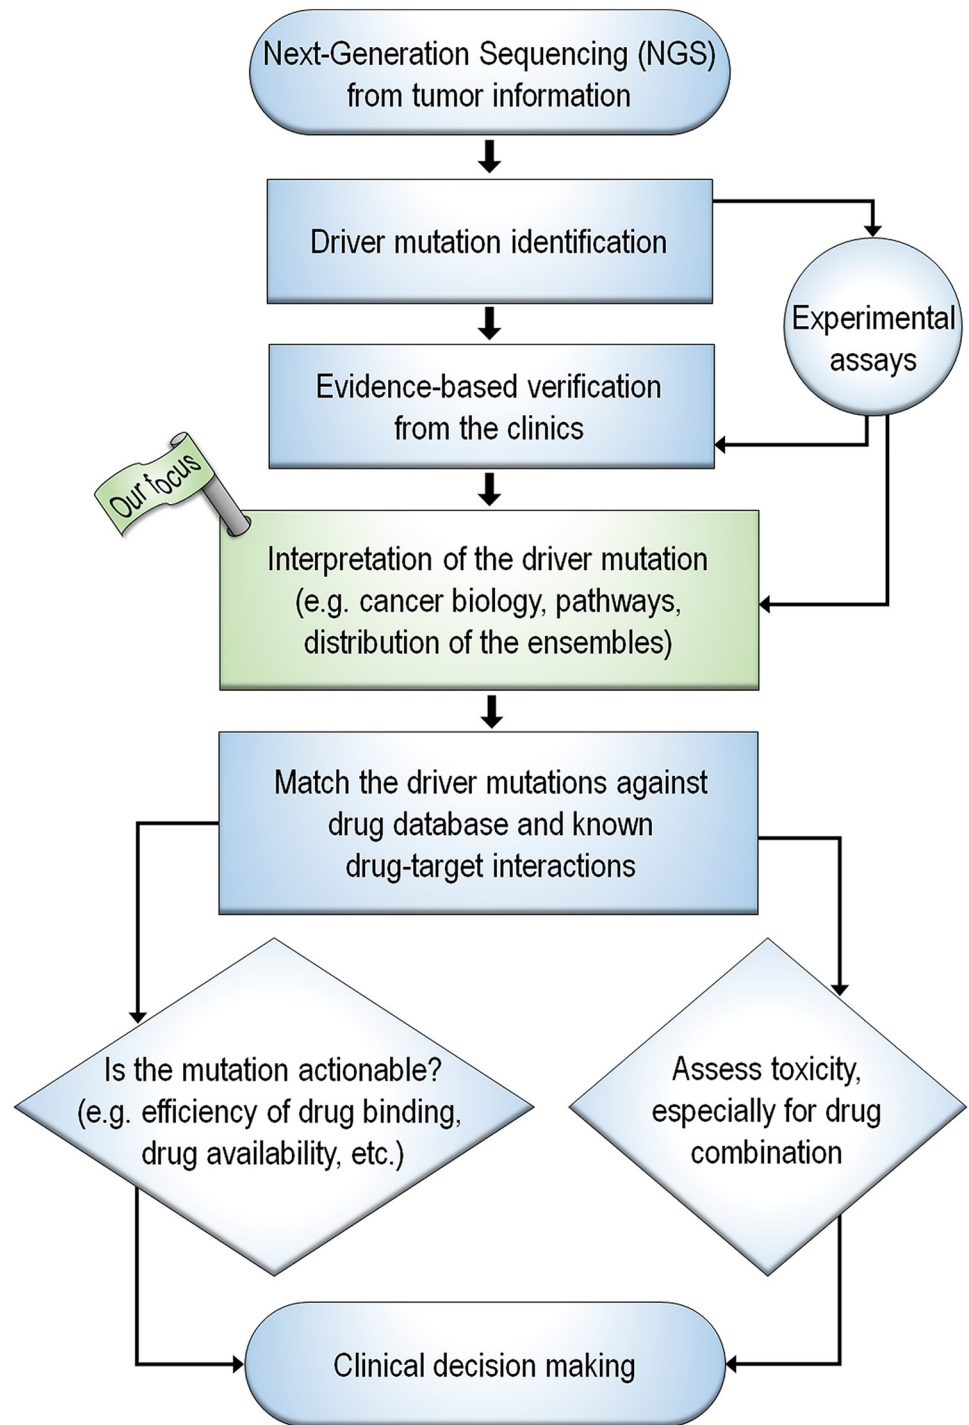 Next-Generation Sequencing (NGS)
from tumor information
Driver mutation identification
Experimental
assays
Evidence-based verification
from the clinics
Our focus
Interpretation of the driver mutation
(e.g. cancer biology, pathways,
distribution of the ensembles)
Match the driver mutations against
drug database and known
drug-target interactions
Is the mutation actionable?
(e.g. efficiency of drug binding,
drug availability, etc.)
Assess toxicity,
especially for drug
combination
Clinical decision making